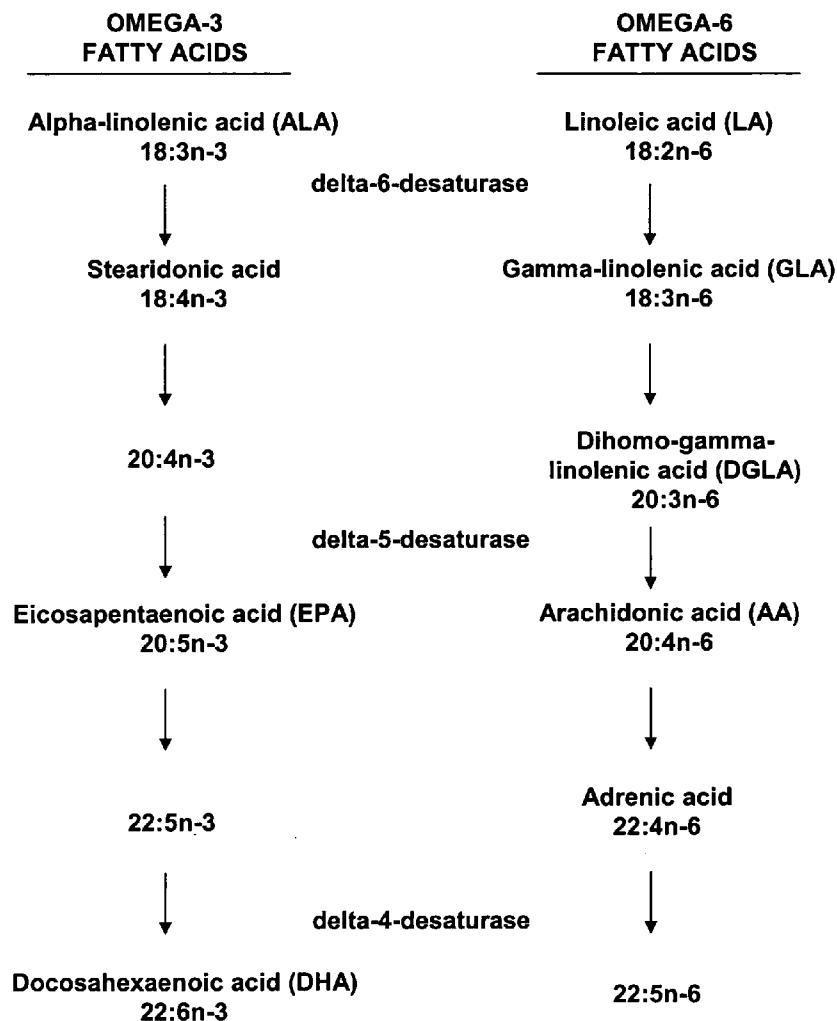 OMEGA-3
FATTY ACIDS
OMEGA-6
FATTY ACIDS
Alpha-linolenic acid (ALA)
18:3n-3
Linoleic acid (LA)
18:2n-6
delta-6-desaturase
Stearidonic acid
18:4n-3
Gamma-linolenic acid (GLA)
18:3n-6
20:4n-3
Dihomo-gamma-
linolenic acid (DGLA)
20:3n-6
delta-5-desaturase
Eicosapentaenoic acid (EPA)
20:5n-3
Arachidonic acid (AA)
20:4n-6
22:5n-3
Adrenic acid
22:4n-6
delta-4-desaturase
Docosahexaenoic acid (DHA)
22:6n-3
22:5n-6